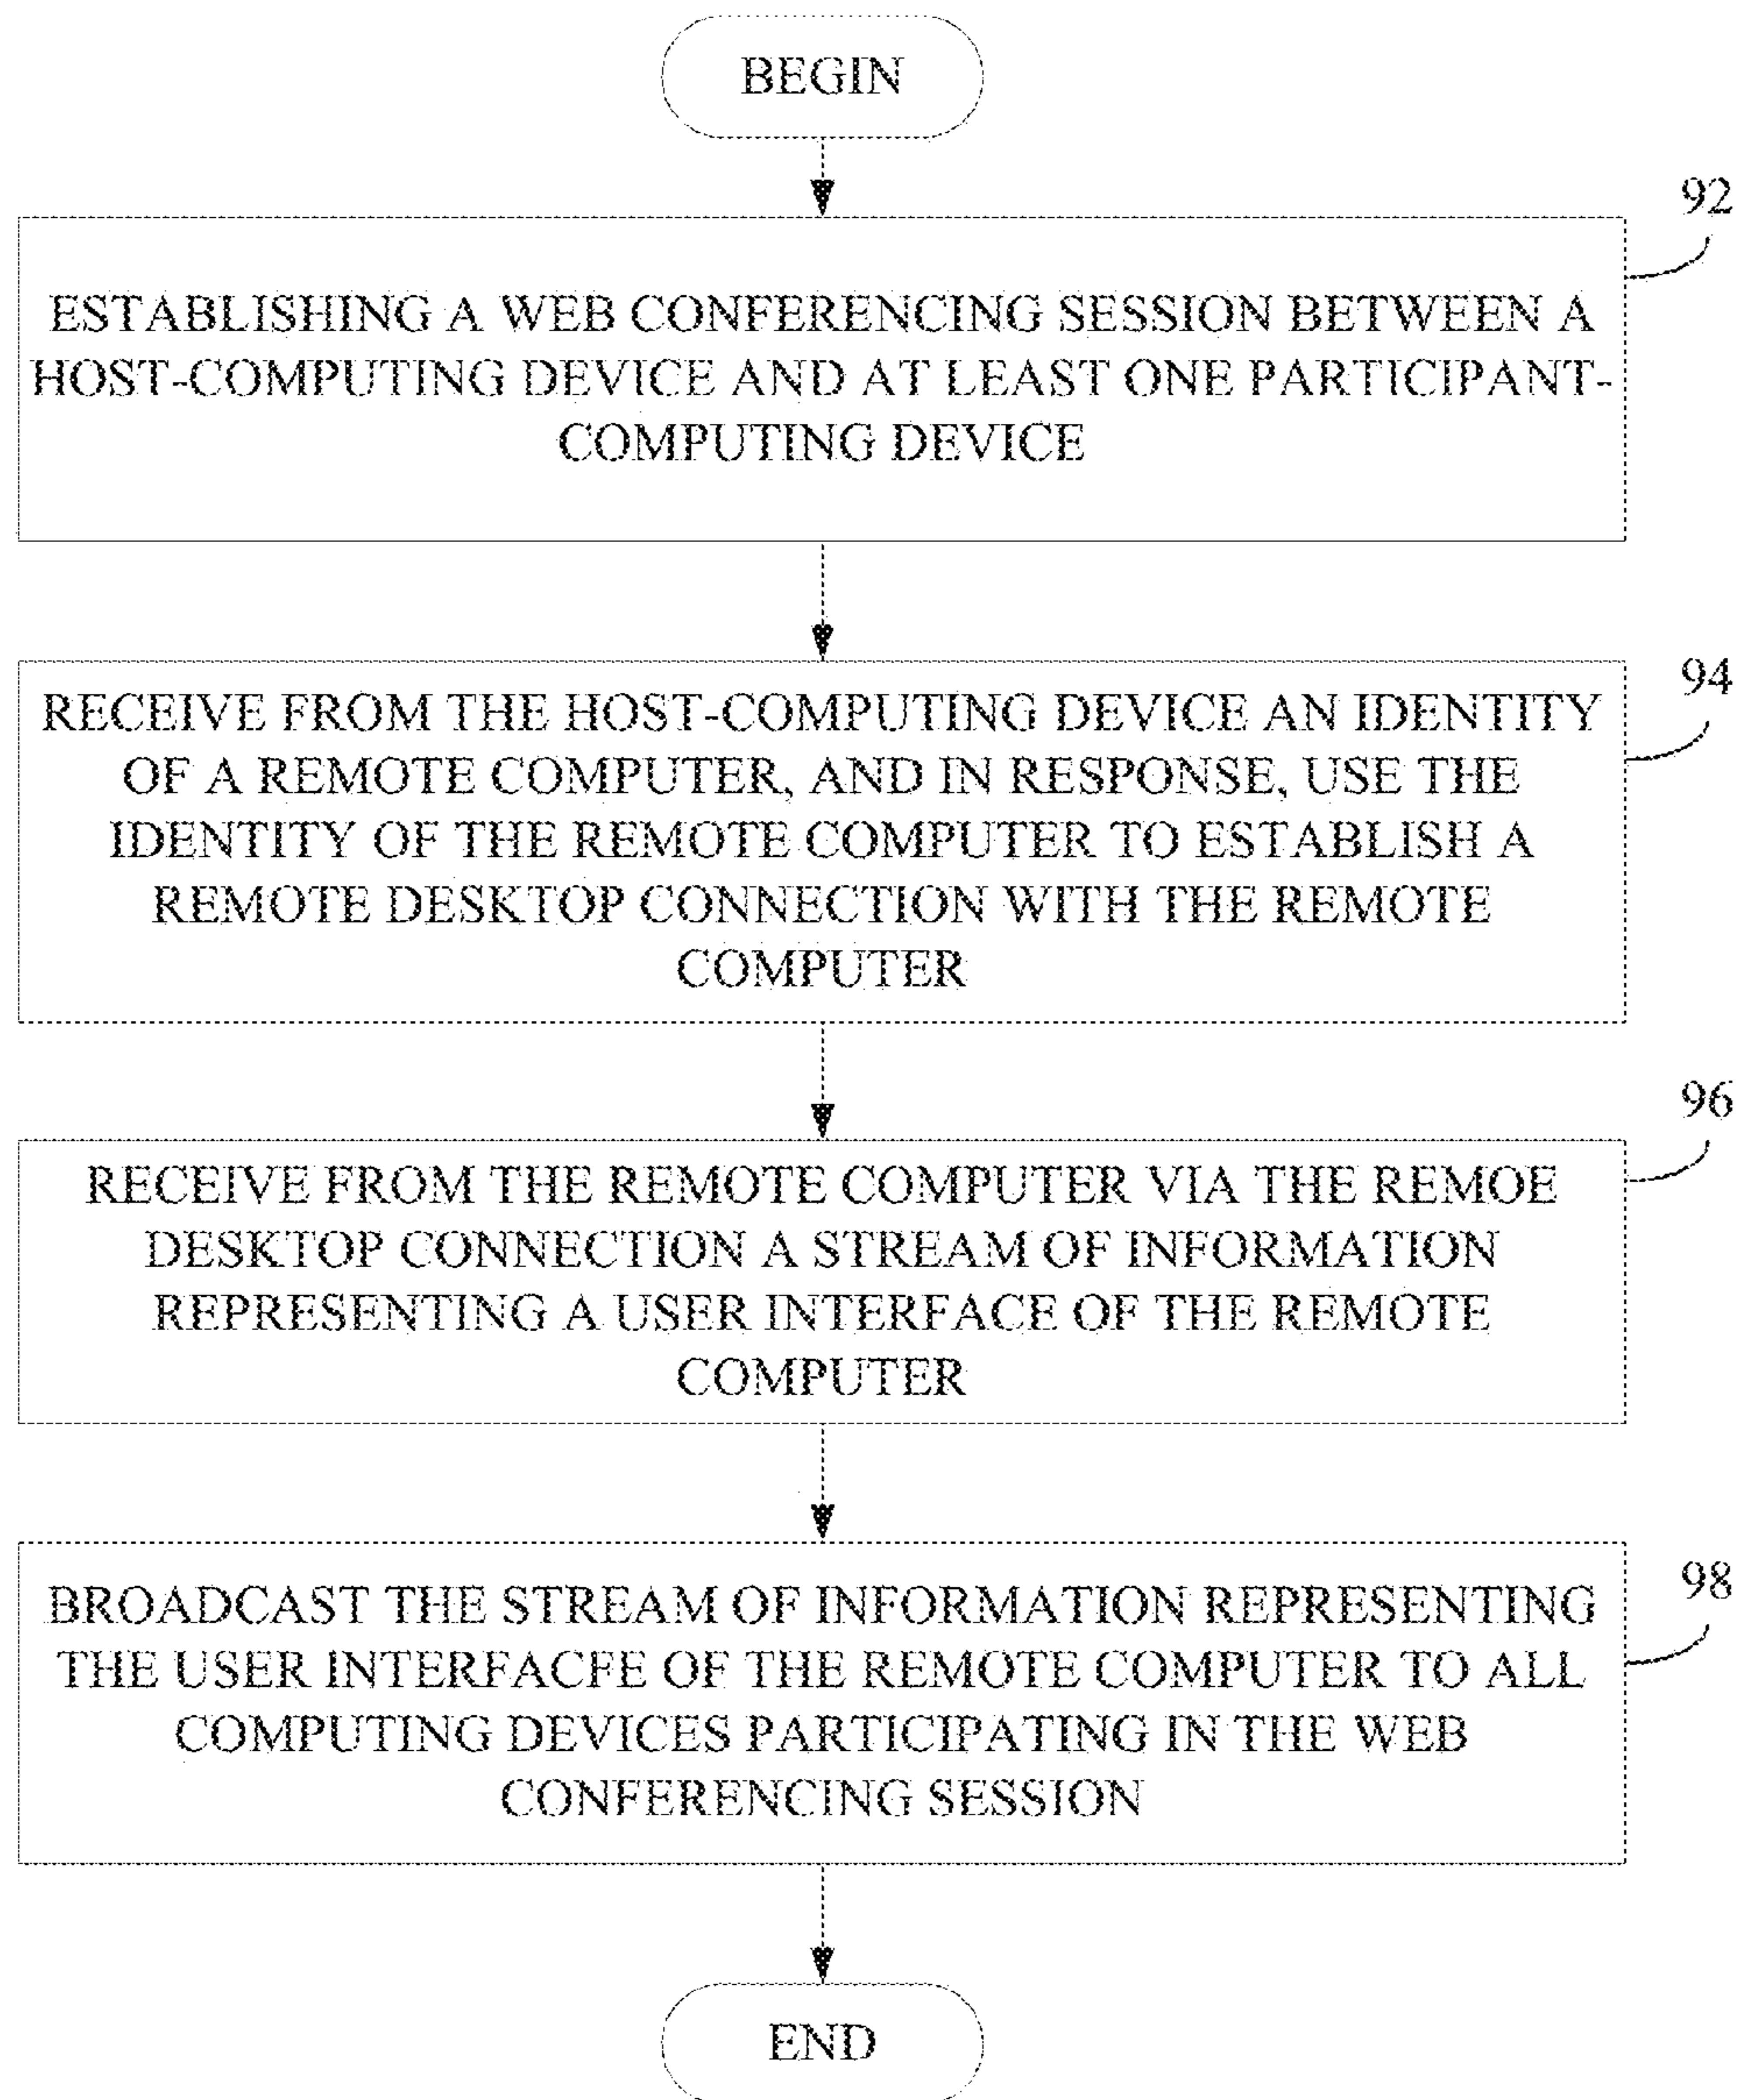 BEGIN
92
ESTABLISHING A WEB CONFERENCING SESSION BETWEEN A
HOST-COMPUTING DEVICE AND AT LEAST ONE PARTICIPANT-
COMPUTING DEVICE
94
RECEIVE FROM THE HOST-COMPUTING DEVICE AN IDENTITY
OF A REMOTE COMPUTER, AND IN RESPONSE, USE THE
IDENTITY OF THE REMOTE COMPUTER TO ESTABLISH A
REMOTE DESKTOP CONNECTION WITH THE REMOTE
COMPUTER
96
RECEIVE FROM THE REMOTE COMPUTER VIA THE REMOE
DESKTOP CONNECTION A STREAM OF INFORMATION
REPRESENTING A USER INTERFACE OF THE REMOTE
COMPUTER
98
BROADCAST THE STREAM OF INFORMATION REPRESENTING
THE USER INTERFACFE OF THE REMOTE COMPUTER TO ALL
COMPUTING DEVICES PARTICIPATING IN THE WEB
CONFERENCING SESSION
END